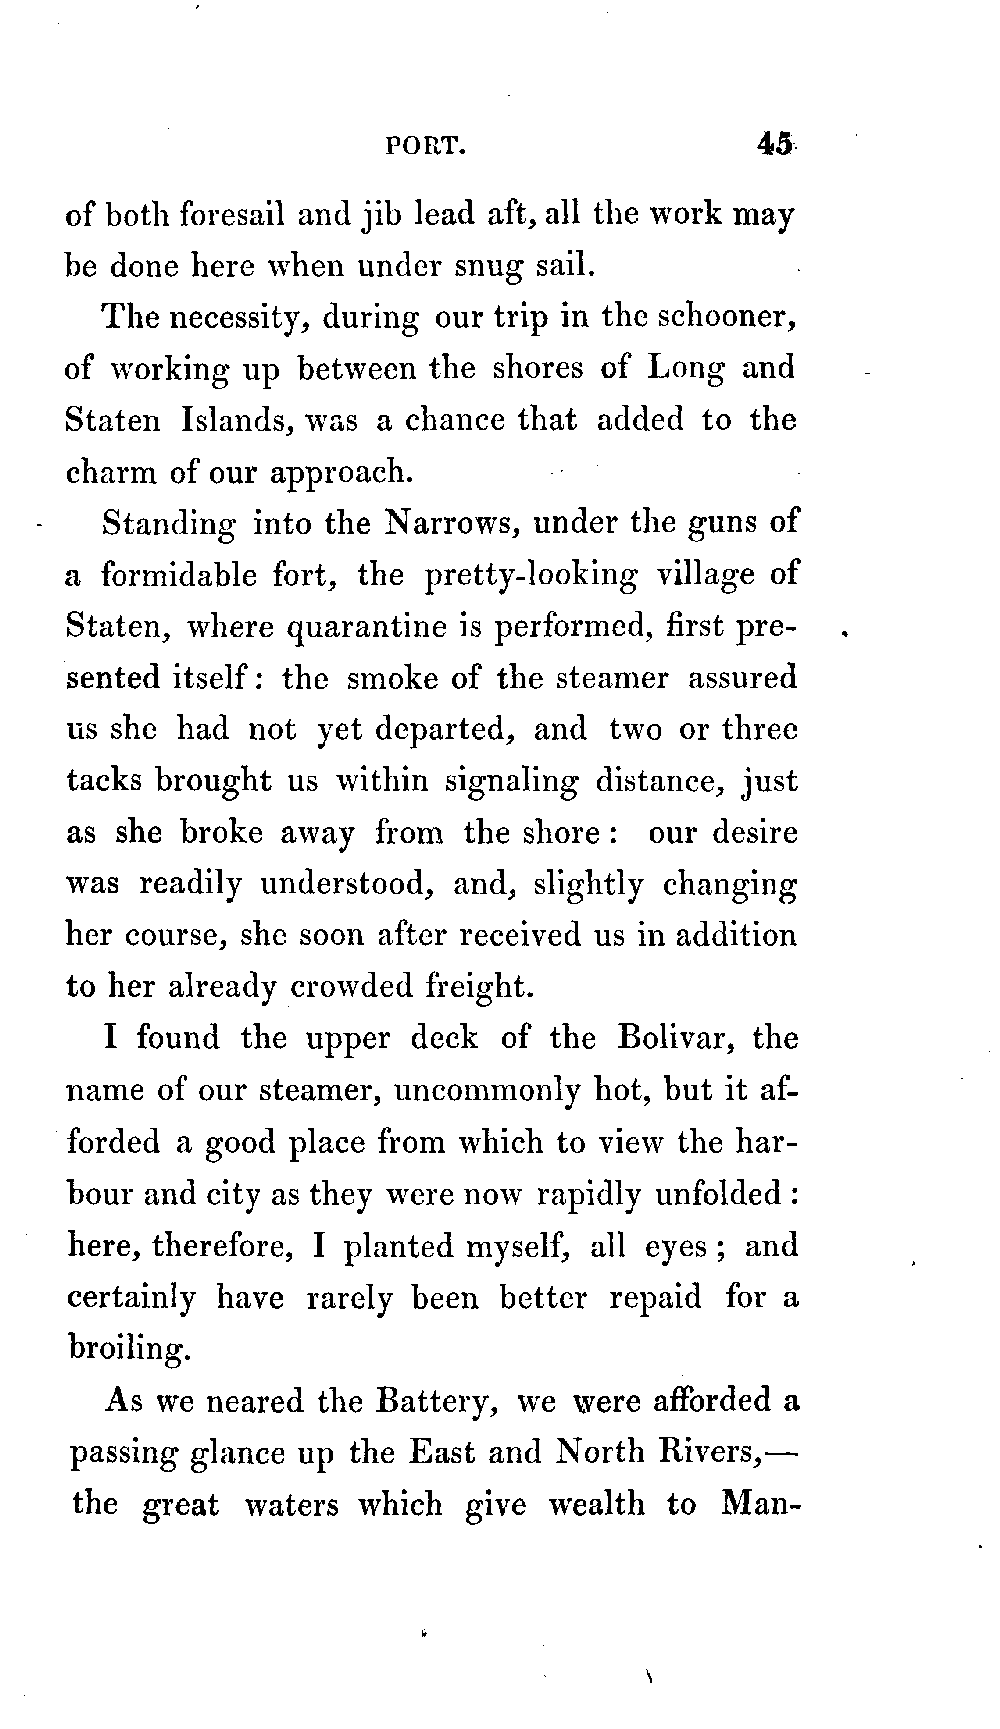 PORT. 45
of both foresail and jib lead aft, all the work may
be done here when under snug sail.
The necessity, during our trip in the schooner,
of working up between the shores of Long and
Staten Islands, was a chance that added to the
charm of our approach.
Standing into the Narrows, under the guns of
a formidable fort, the pretty-looking village of
Staten, where quarantine is performed, first pre-
sented itself: the smoke of the steamer assured
us she had not yet departed, and two or three
tacks brought us within signaling distance, just
as she broke away from the shore: our desire
was readily understood, and, slightly changing
her course, she soon after received us in addition
to her already crowded freight.
I found the upper deck of the Bolivar, the
name of our steamer, uncommonly hot, but it af-
forded a good place from which to view the har-
bour and city as they were now rapidly unfolded:
here, therefore, I planted myself, all eyes; and
certainly have rarely been better repaid for a
broiling.
As we neared the Battery, we were afforded a
passing glance up the East and North Rivers,—
the great waters which give wealth to Man-